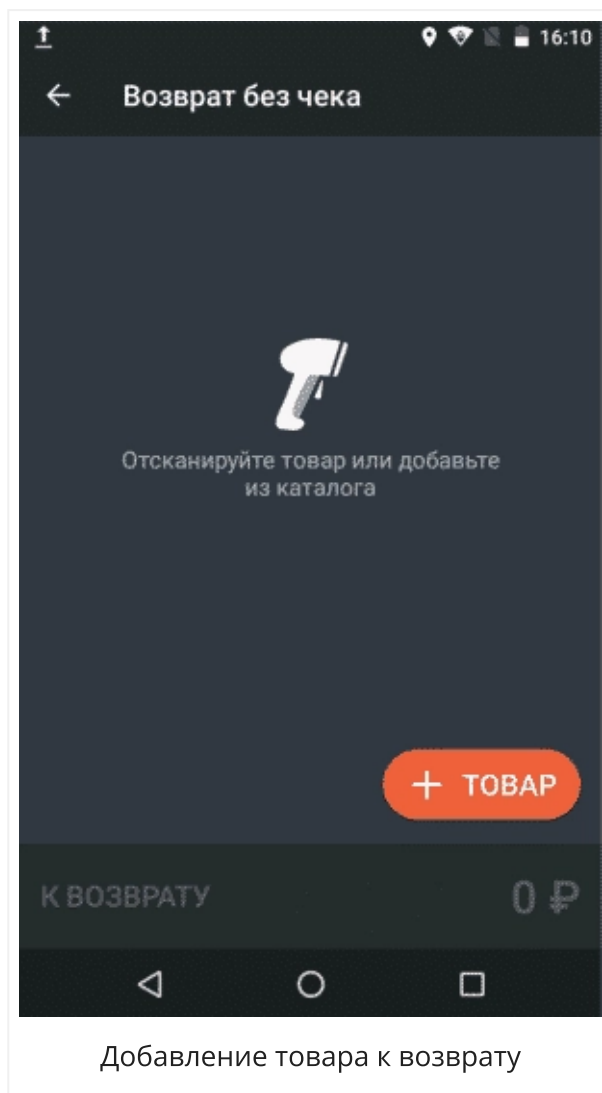 16:10
Возврат без чека
Отсканируйте товар или добавьте
из каталога
+ ТОВАР
К ВОЗВРАТУ 0 ₽
Добавление товара к возврату